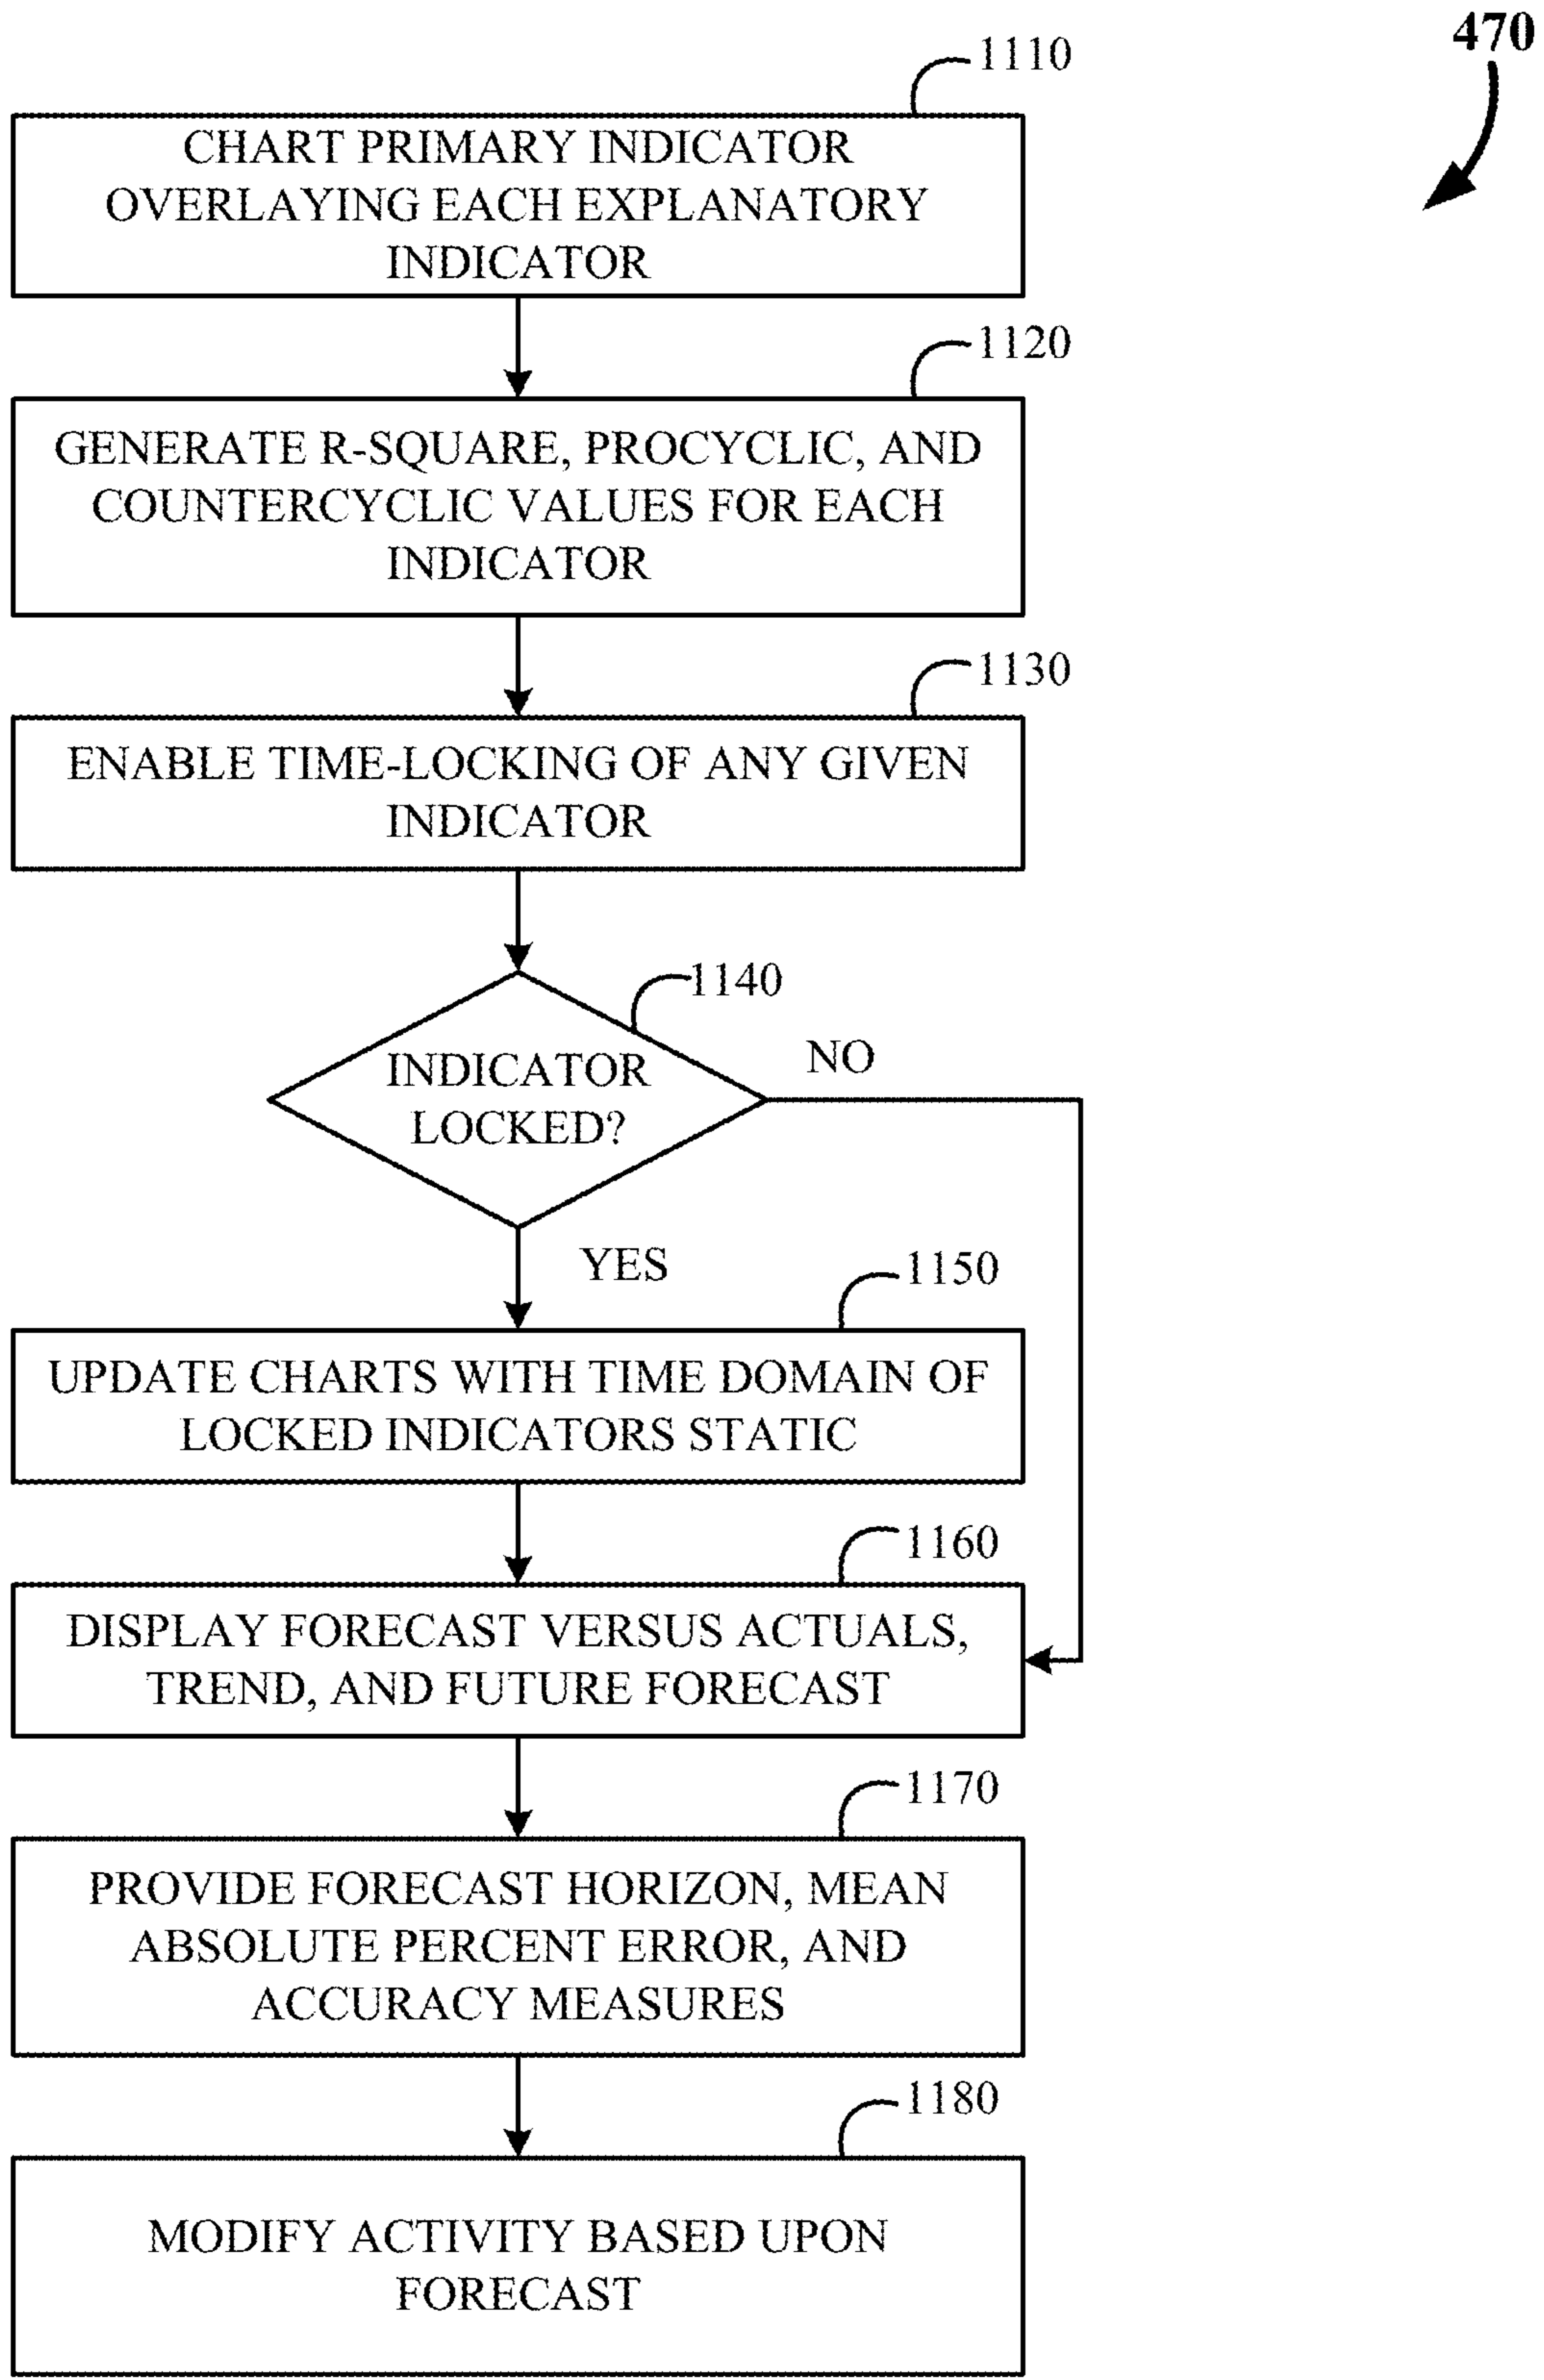 470
1110
CHART PRIMARY INDICATOR
OVERLAYING EACH EXPLANATORY
INDICATOR
1120
GENERATE R-SQUARE, PROCYCLIC, AND
COUNTERCYCLIC VALUES FOR EACH
INDICATOR
1130
ENABLE TIME-LOCKING OF ANY GIVEN
INDICATOR
1140
INDICATOR
LOCKED?
NO
YES
1150
UPDATE CHARTS WITH TIME DOMAIN OF
LOCKED INDICATORS STATIC
1160
DISPLAY FORECAST VERSUS ACTUALS,
TREND, AND FUTURE FORECAST
1170
PROVIDE FORECAST HORIZON, MEAN
ABSOLUTE PERCENT ERROR, AND
ACCURACY MEASURES
1180
MODIFY ACTIVITY BASED UPON
FORECAST